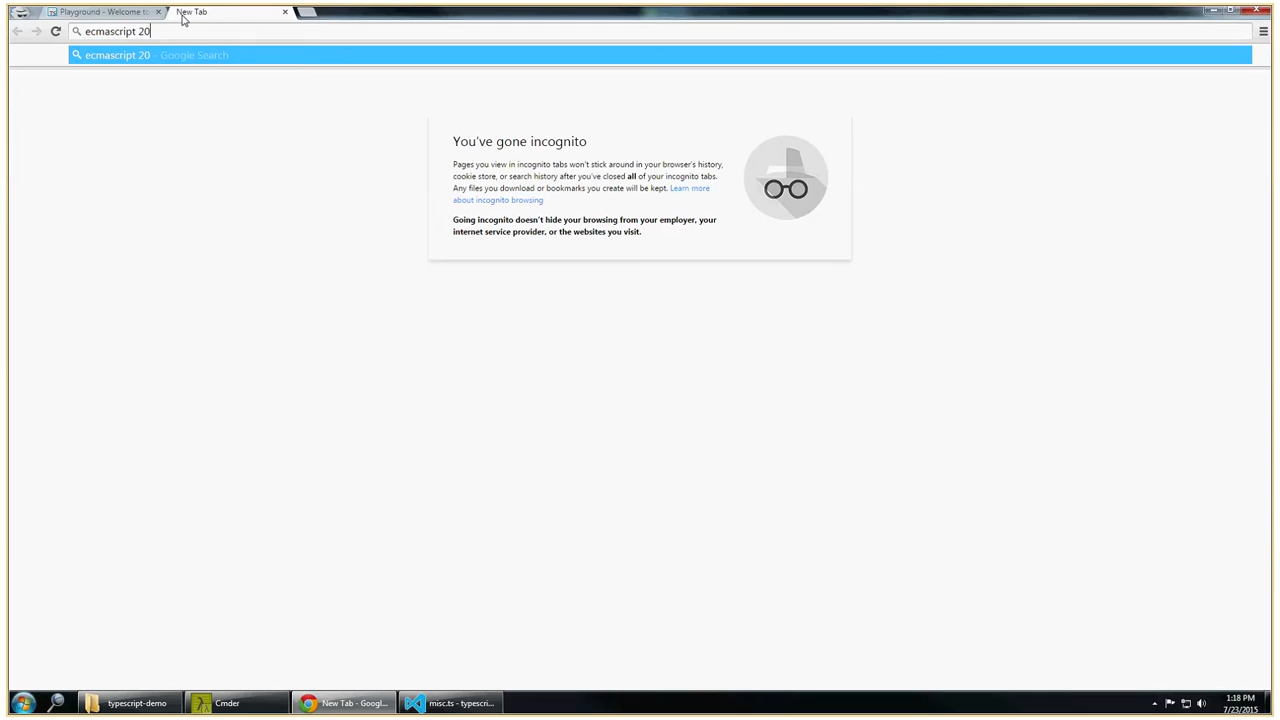 Playground - Welcome to
New Tab
ecmascript 20
ecmascript 20 - Google Search
You've gone incognito
Pages you view in incognito tabs won't stick around in your browser's history,
cookie store, or search history after you've closed all of your incognito tabs.
Any files you download or bookmarks you create will be kept. Learn more
about incognito browsing
Going incognito doesn't hide your browsing from your employer, your
internet service provider, or the websites you visit.
typescript-demo
Cmder
New Tab - Googl...
misc.ts - typescri...
1:18 PM
7/23/2015